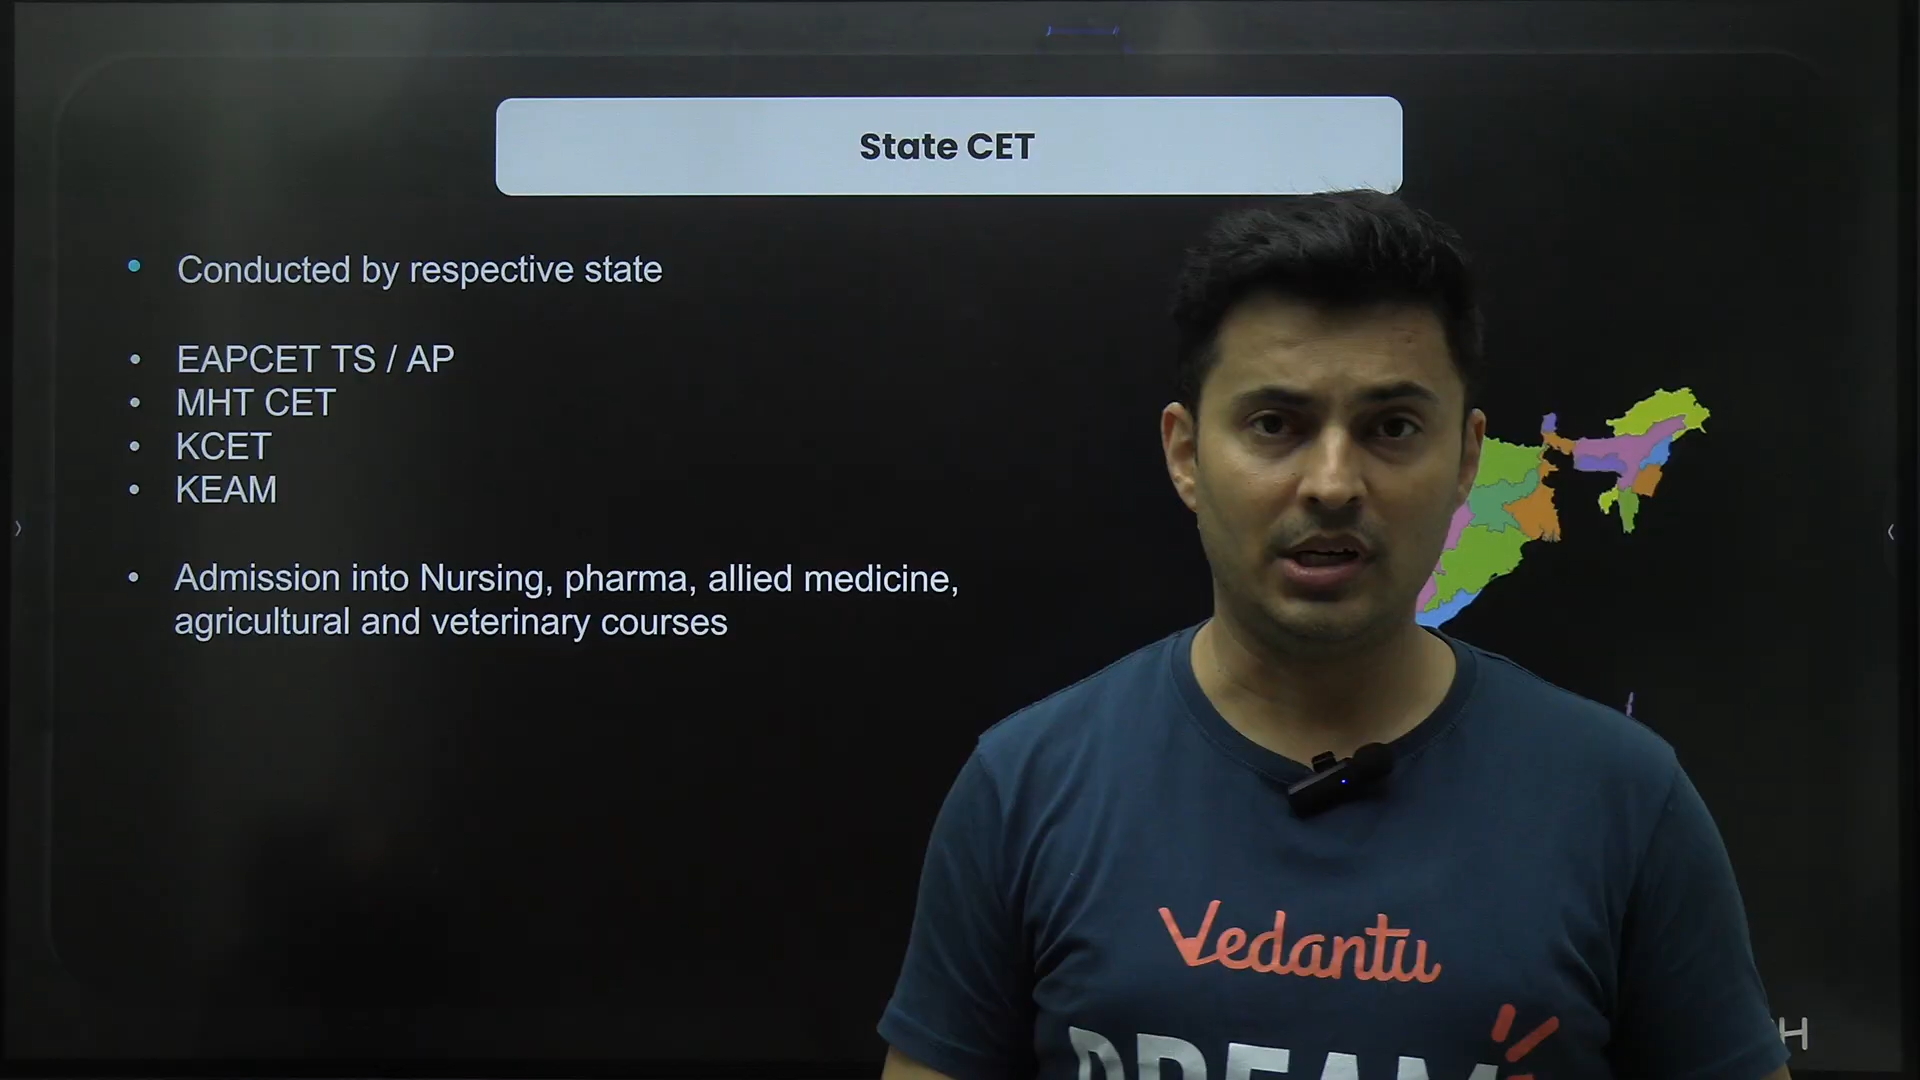 State CET
• Conducted by respective state
• EAPCET TS / AP
• MHT CET
• KCET
• KEAM
• Admission into Nursing, pharma, allied medicine,
agricultural and veterinary courses
Vedantu
DREAM